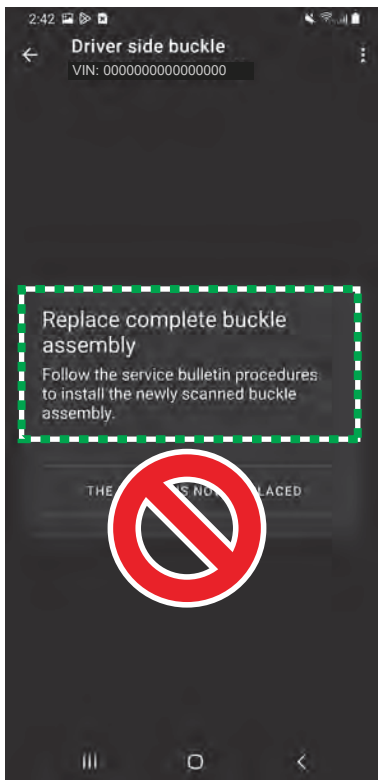 2:42
Driver side buckle
VIN: 0000000000000000
Replace complete buckle
assembly
Follow the service bulletin procedures
to install the newly scanned buckle
assembly.
THE